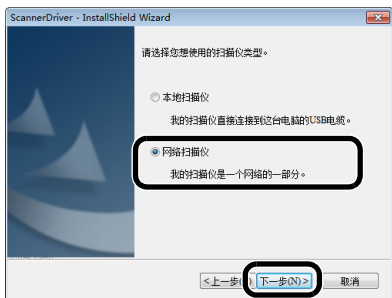 ScannerDriver - InstallShield Wizard
请选择您想使用的扫描仪类型。
本地扫描仪
我的扫描仪直接连接到这台电脑的USB电缆。
网络扫描仪
我的扫描仪是一个网络的一部分。
<上一步( ) 下一步(N)> 取消